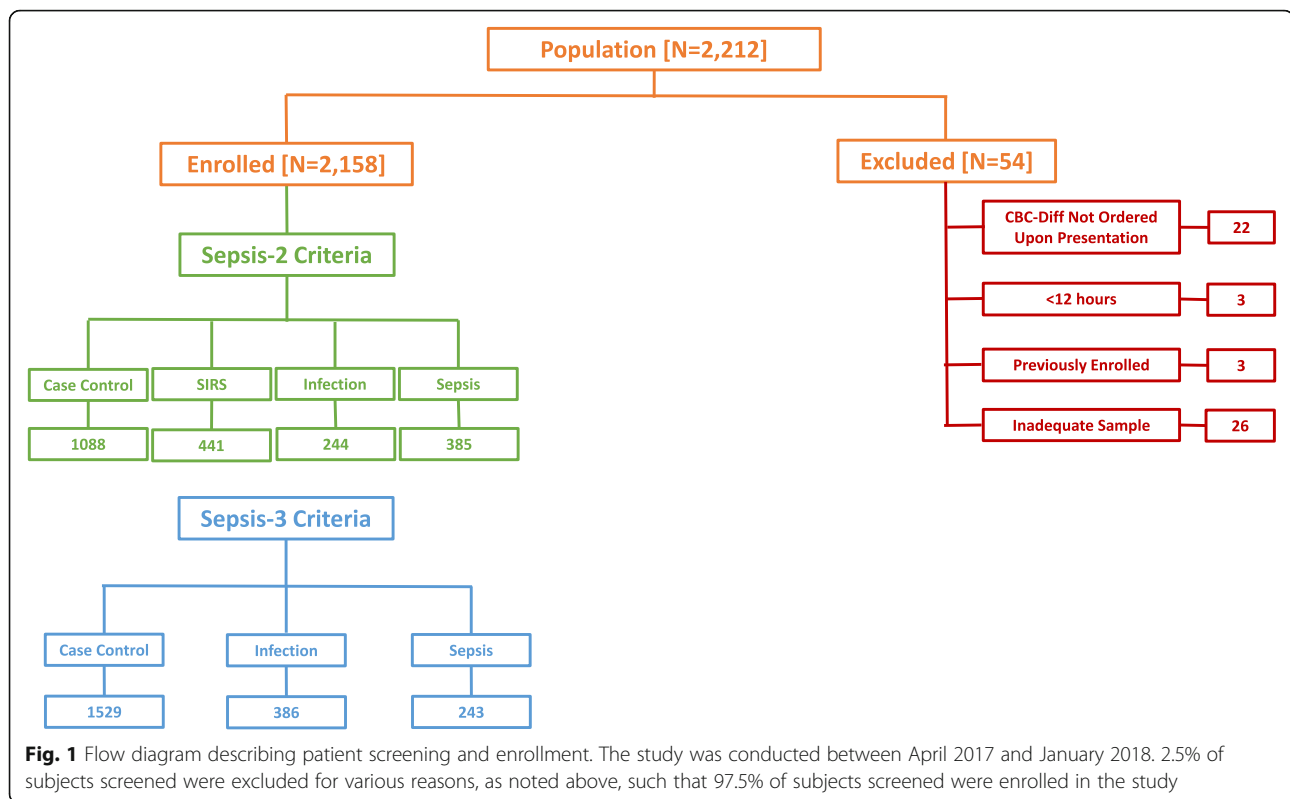 Population [N=2,212]
Enrolled [N=2,158]
Excluded [N=54]
CBC-Diff Not Ordered
Upon Presentation
22
<12 hours
3
Previously Enrolled
3
Inadequate Sample
26
Sepsis-2 Criteria
Case Control
SIRS
Infection
Sepsis
1088
441
244
385
Sepsis-3 Criteria
Case Control
Infection
Sepsis
1529
386
243
Fig. 1 Flow diagram describing patient screening and enrollment. The study was conducted between April 2017 and January 2018. 2.5% of
subjects screened were excluded for various reasons, as noted above, such that 97.5% of subjects screened were enrolled in the study